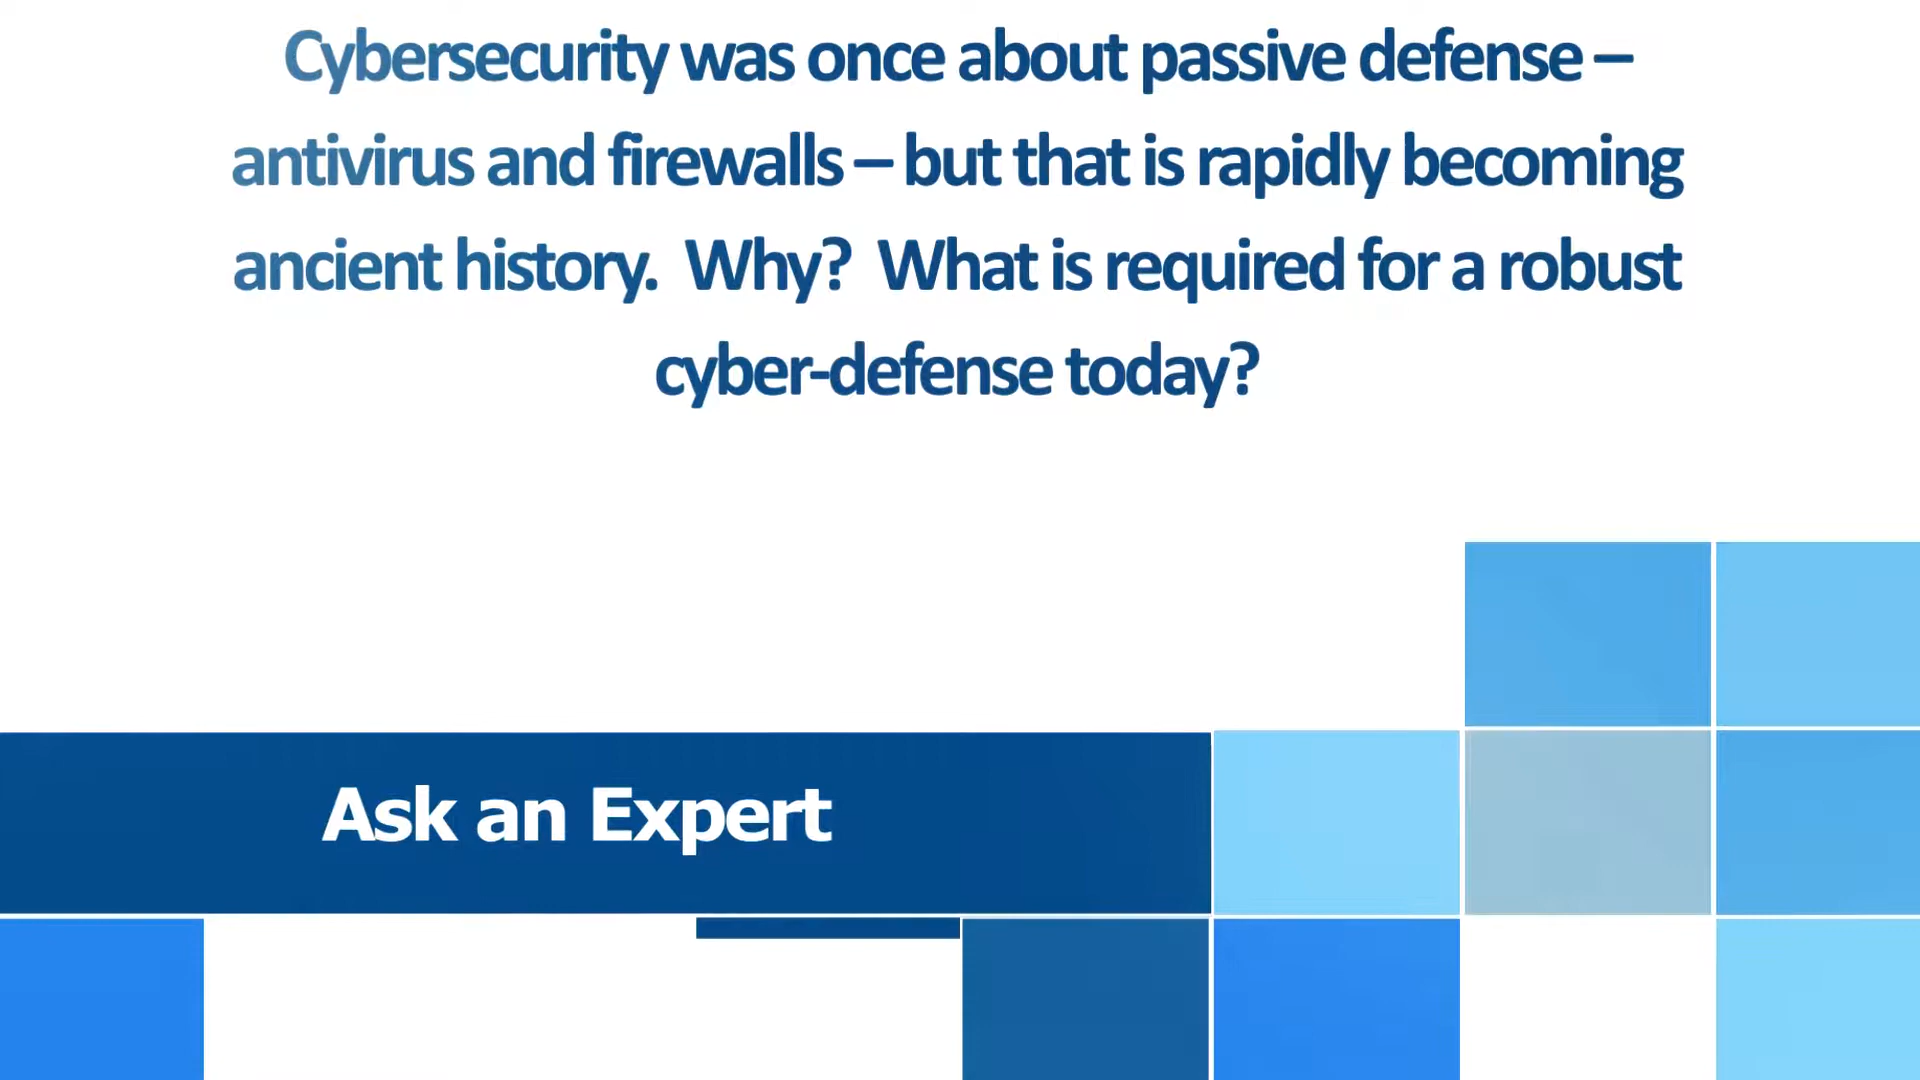 Cybersecurity was once about passive defense –
antivirus and firewalls – but that is rapidly becoming
ancient history.  Why?  What is required for a robust
cyber-defense today?
Ask an Expert